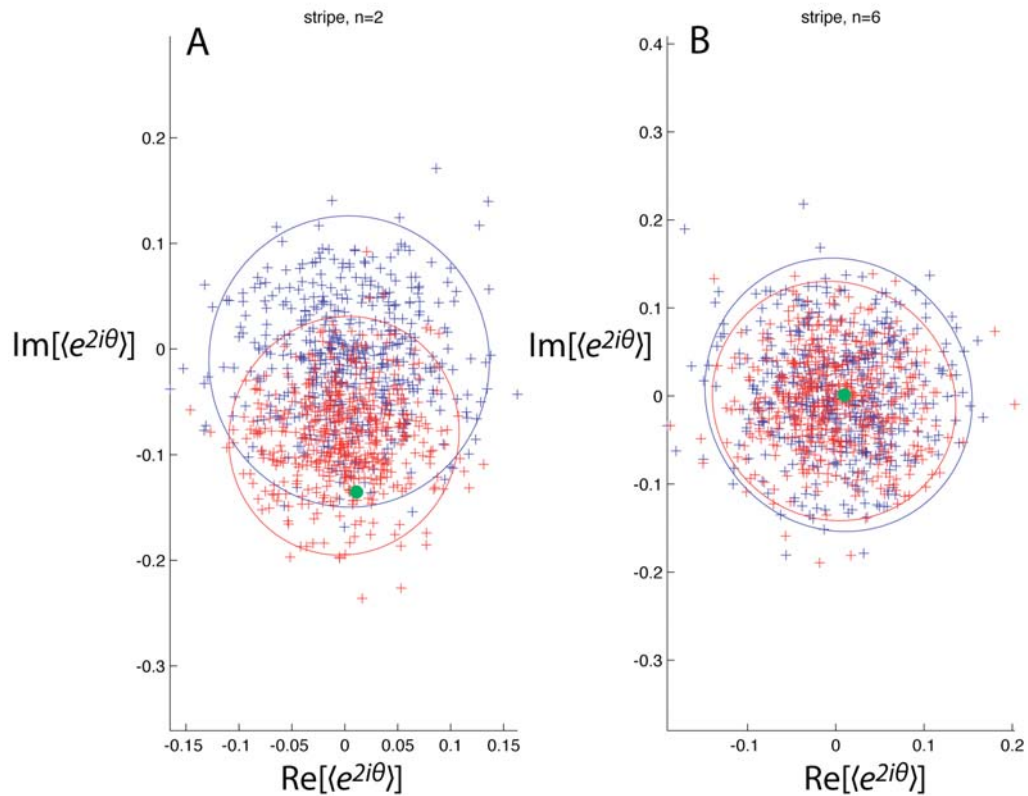 stripe, n=2
A
0.2
0.1
0
-0.1
-0.2
-0.3
Im[⟨e^{2iθ}⟩]
-0.15 -0.1 -0.05 0 0.05 0.1 0.15
Re[⟨e^{2iθ}⟩]
stripe, n=6
B
0.4
0.3
0.2
0.1
0
-0.1
-0.2
-0.3
Im[⟨e^{2iθ}⟩]
-0.1 0 0.1 0.2
Re[⟨e^{2iθ}⟩]